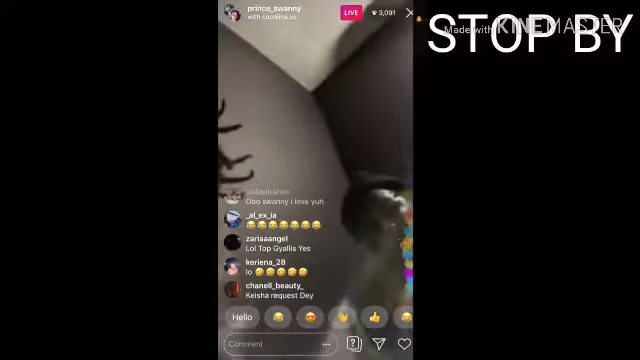 prince_swanny
with cocolina.xo
LIVE
3,091
Made with KINEMASTER
STOP BY
Ooo swanny i love yuh
_al_ex_ia
zariaaangel
Lol Top Gyallis Yes
keriena_28
lo
chanell_beauty_
Keisha request Dey
Hello
Comment